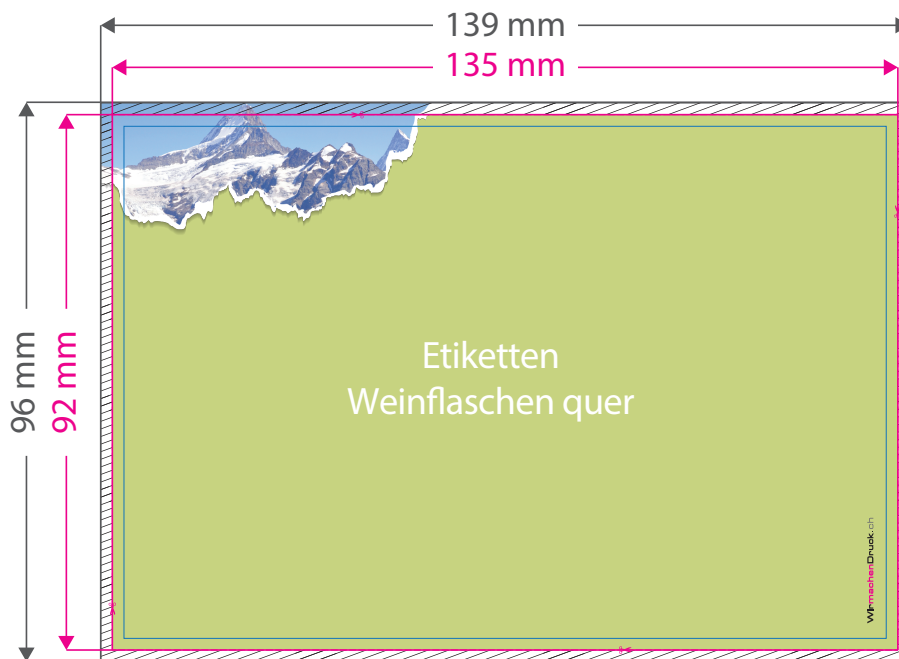 139 mm
135 mm
96 mm
92 mm
Etiketten
Weinflaschen quer
WirmachenDruck.ch